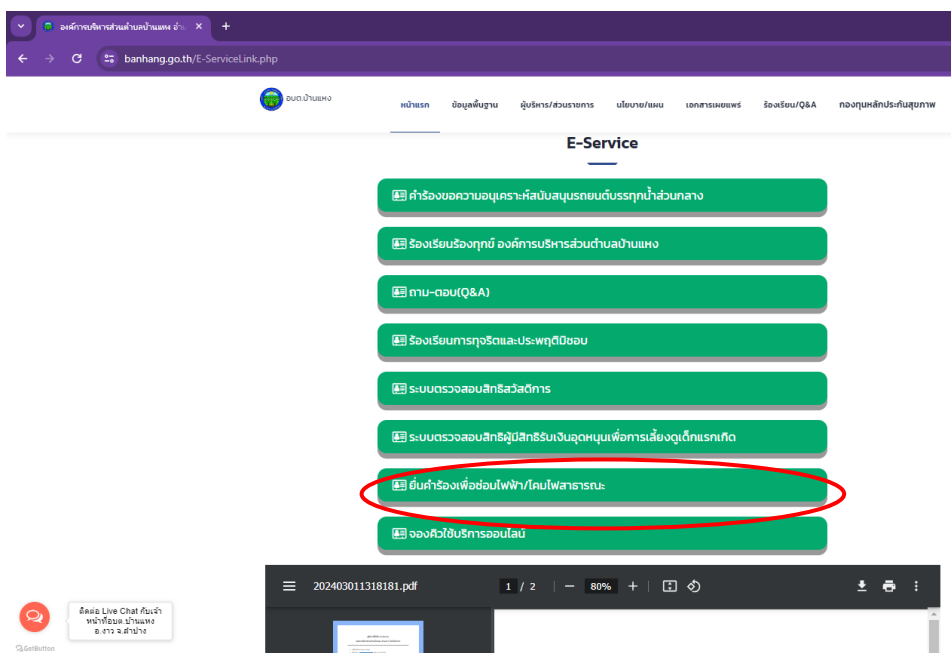 องค์การบริหารส่วนตำบลบ้านแหง อำ
banhang.go.th/E-ServiceLink.php
อบต.บ้านแหง
หน้าแรก ข้อมูลพื้นฐาน ผู้บริหาร/ส่วนราชการ นโยบาย/แผน เอกสารเผยแพร่ ร้องเรียน/Q&A กองทุนหลักประกันสุขภาพ
E-Service
คำร้องขอความอนุเคราะห์สนับสนุนรถยนต์บรรทุกน้ำส่วนกลาง
ร้องเรียนร้องทุกข์ องค์การบริหารส่วนตำบลบ้านแหง
ถาม-ตอบ(Q&A)
ร้องเรียนการทุจริตและประพฤติมิชอบ
ระบบตรวจสอบสิทธิสวัสดิการ
ระบบตรวจสอบสิทธิผู้มีสิทธิรับเงินอุดหนุนเพื่อการเลี้ยงดูเด็กแรกเกิด
ยื่นคำร้องเพื่อซ่อมไฟฟ้า/โคมไฟสาธารณะ
จองคิวใช้บริการออนไลน์
202403011318181.pdf 1 / 2 80%
ติดต่อ Live Chat กับเจ้า
หน้าที่อบต.บ้านแหง
อ.งาว จ.ลำปาง
GetButton